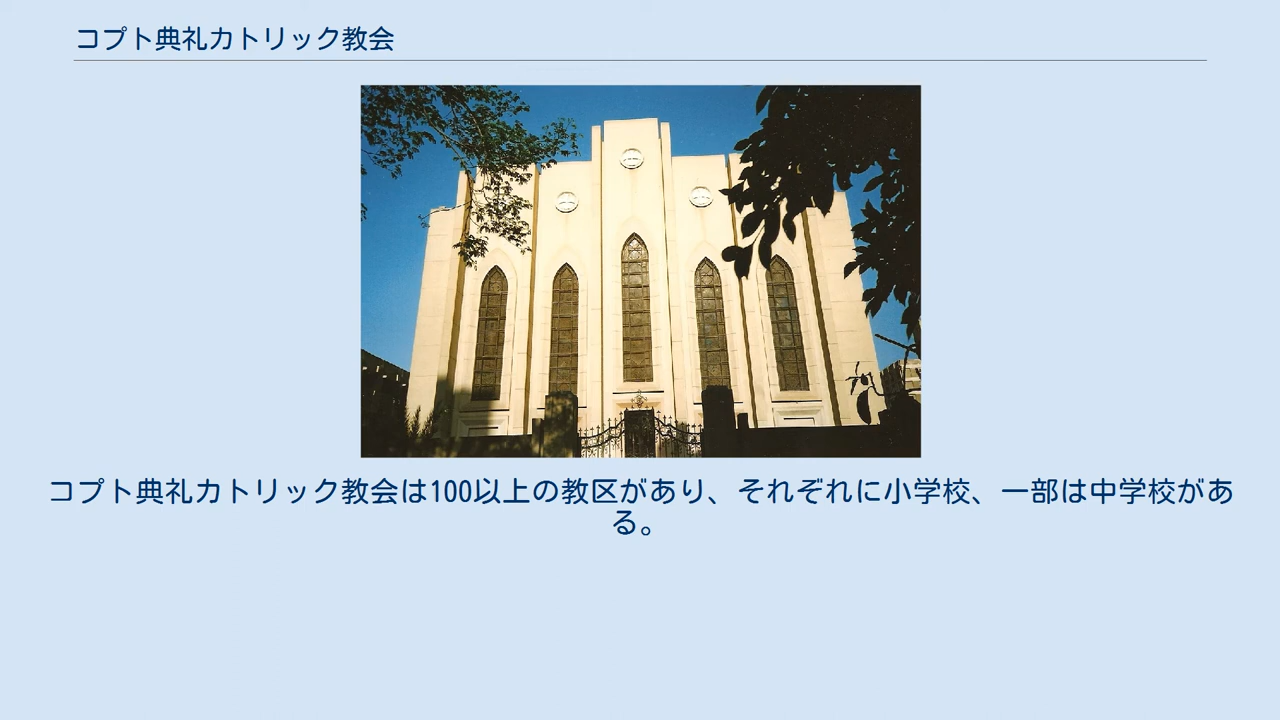 コプト典礼カトリック教会
コプト典礼カトリック教会は100以上の教区があり、それぞれに小学校、一部は中学校があ
る。